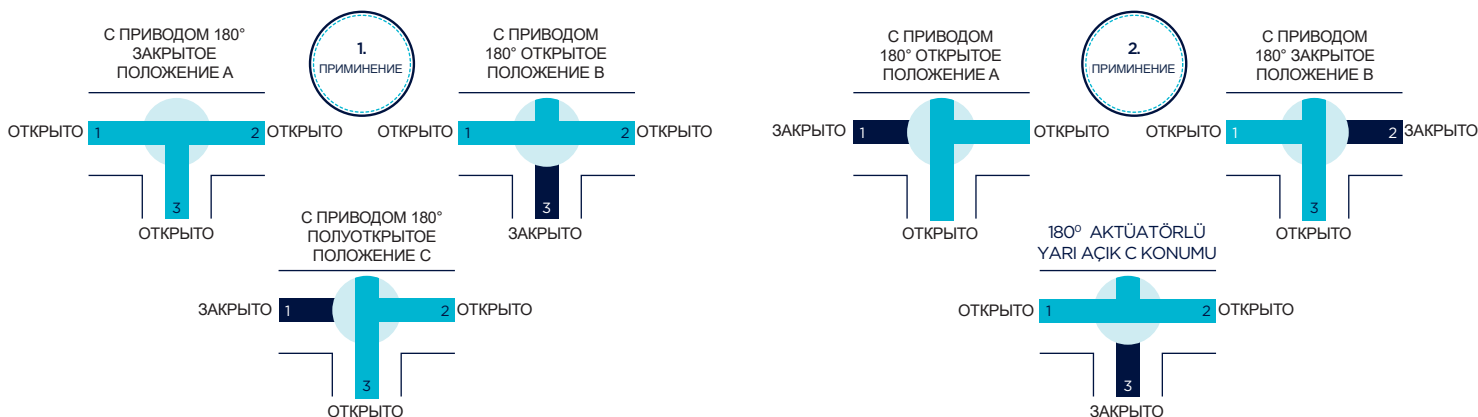 С ПРИВОДОМ 180°
ЗАКРЫТОЕ
ПОЛОЖЕНИЕ А
1.
ПРИМИНЕНИЕ
С ПРИВОДОМ
180° ОТКРЫТОЕ
ПОЛОЖЕНИЕ В
ОТКРЫТО 1 2 ОТКРЫТО
3
ОТКРЫТО
ОТКРЫТО 1 2 ОТКРЫТО
3
ЗАКРЫТО
С ПРИВОДОМ 180°
ПОЛУОТКРЫТОЕ
ПОЛОЖЕНИЕ С
ЗАКРЫТО 1 2 ОТКРЫТО
3
ОТКРЫТО
С ПРИВОДОМ
180° ОТКРЫТОЕ
ПОЛОЖЕНИЕ А
2.
ПРИМИНЕНИЕ
С ПРИВОДОМ
180° ЗАКРЫТОЕ
ПОЛОЖЕНИЕ В
ЗАКРЫТО 1 ОТКРЫТО
ОТКРЫТО
ОТКРЫТО 1 2 ЗАКРЫТО
3
ОТКРЫТО
180⁰ AKTÜATÖRLÜ
YARI AÇIK C KONUMU
ОТКРЫТО 1 2 ОТКРЫТО
3
ЗАКРЫТО